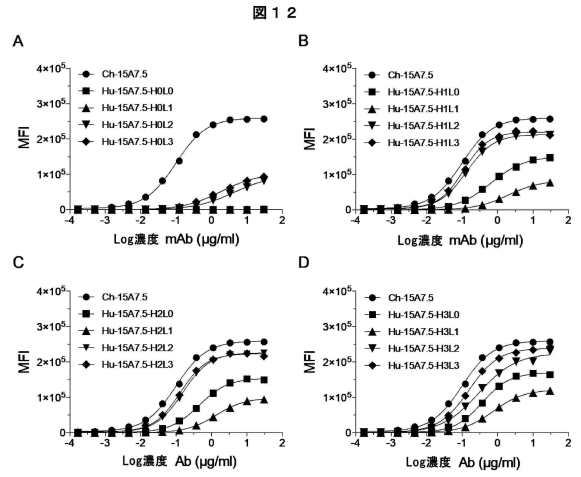 図１２
A
4×10⁵
3×10⁵
2×10⁵
1×10⁵
0
MFI
Ch-15A7.5
Hu-15A7.5-H0L0
Hu-15A7.5-H0L1
Hu-15A7.5-H0L2
Hu-15A7.5-H0L3
-4 -3 -2 -1 0 1 2
Log濃度 mAb (μg/ml)
B
4×10⁵
3×10⁵
2×10⁵
1×10⁵
0
MFI
Ch-15A7.5
Hu-15A7.5-H1L0
Hu-15A7.5-H1L1
Hu-15A7.5-H1L2
Hu-15A7.5-H1L3
-4 -3 -2 -1 0 1 2
Log濃度 mAb (μg/ml)
C
4×10⁵
3×10⁵
2×10⁵
1×10⁵
0
MFI
Ch-15A7.5
Hu-15A7.5-H2L0
Hu-15A7.5-H2L1
Hu-15A7.5-H2L2
Hu-15A7.5-H2L3
-4 -3 -2 -1 0 1 2
Log濃度 Ab (μg/ml)
D
4×10⁵
3×10⁵
2×10⁵
1×10⁵
0
MFI
Ch-15A7.5
Hu-15A7.5-H3L0
Hu-15A7.5-H3L1
Hu-15A7.5-H3L2
Hu-15A7.5-H3L3
-4 -3 -2 -1 0 1 2
Log濃度 Ab (μg/ml)